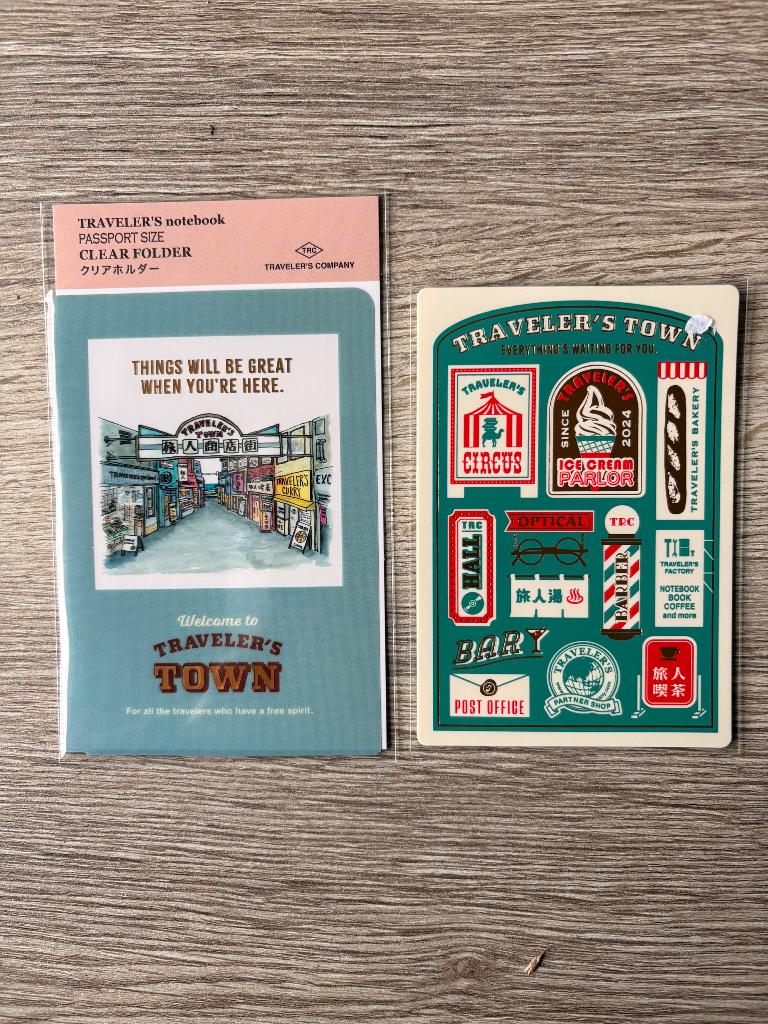 TRAVELER'S notebook
PASSPORT SIZE
CLEAR FOLDER
クリアホルダー
TRC
TRAVELER'S COMPANY
THINGS WILL BE GREAT
WHEN YOU'RE HERE.
TRAVELER'S
TOWN
旅人商店街
TRAVELER'S
CURRY
Welcome to
TRAVELER'S
TOWN
For all the travelers who have a free spirit.
TRAVELER'S TOWN
EVERYTHING'S WAITING FOR YOU.
TRAVELER'S
CIRCUS
TRAVELER'S
SINCE 2024
ICE CREAM
PARLOR
TRAVELER'S BAKERY
TRC
HALL
OPTICAL
旅人湯
TRC
BARBER
TRAVELER'S
FACTORY
NOTEBOOK
BOOK
COFFEE
and more
BAR
POST OFFICE
TRAVELER'S
PARTNER SHOP
旅人
喫茶